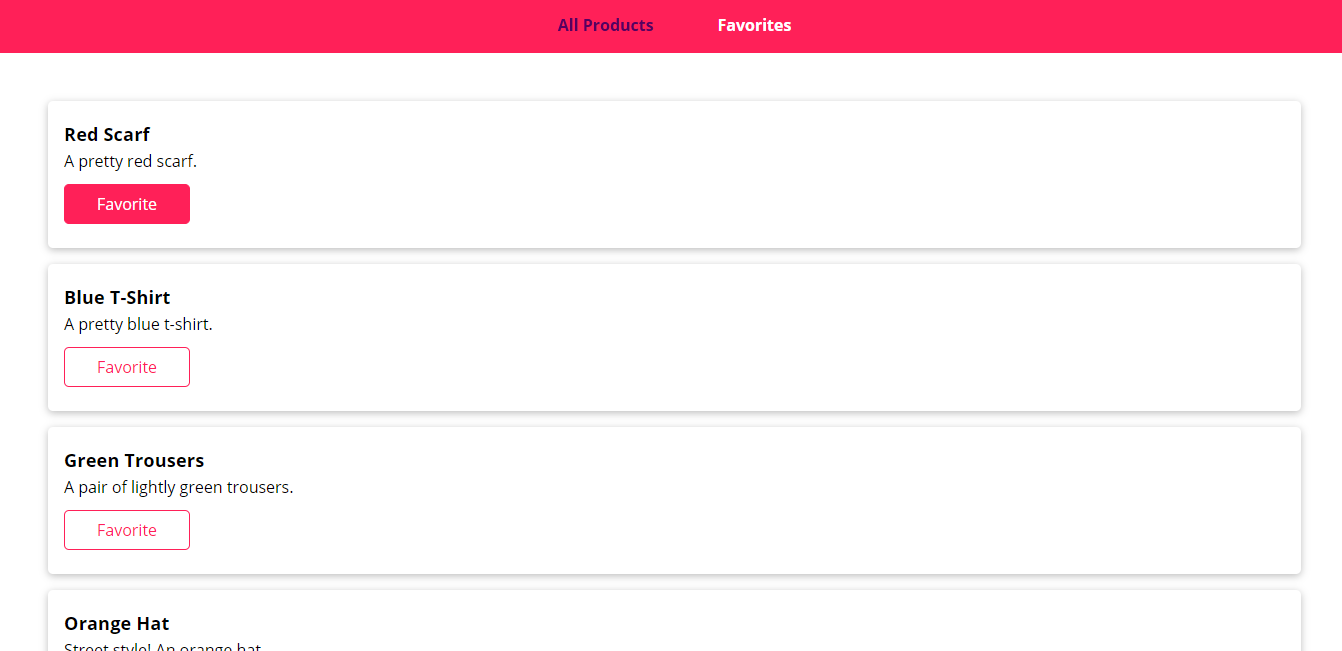 All Products Favorites
Red Scarf
A pretty red scarf.
Favorite
Blue T-Shirt
A pretty blue t-shirt.
Favorite
Green Trousers
A pair of lightly green trousers.
Favorite
Orange Hat
Street style! An orange hat